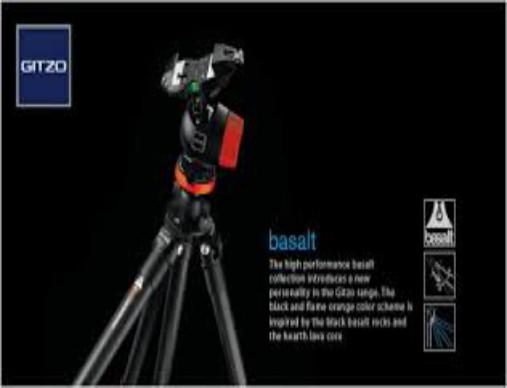 GITZO
basalt
The high performance basalt
collection introduces a new
personality in the Gitzo range. The
black and flame orange color scheme is
inspired by the black basalt rocks and
the hearth lava core
basalt